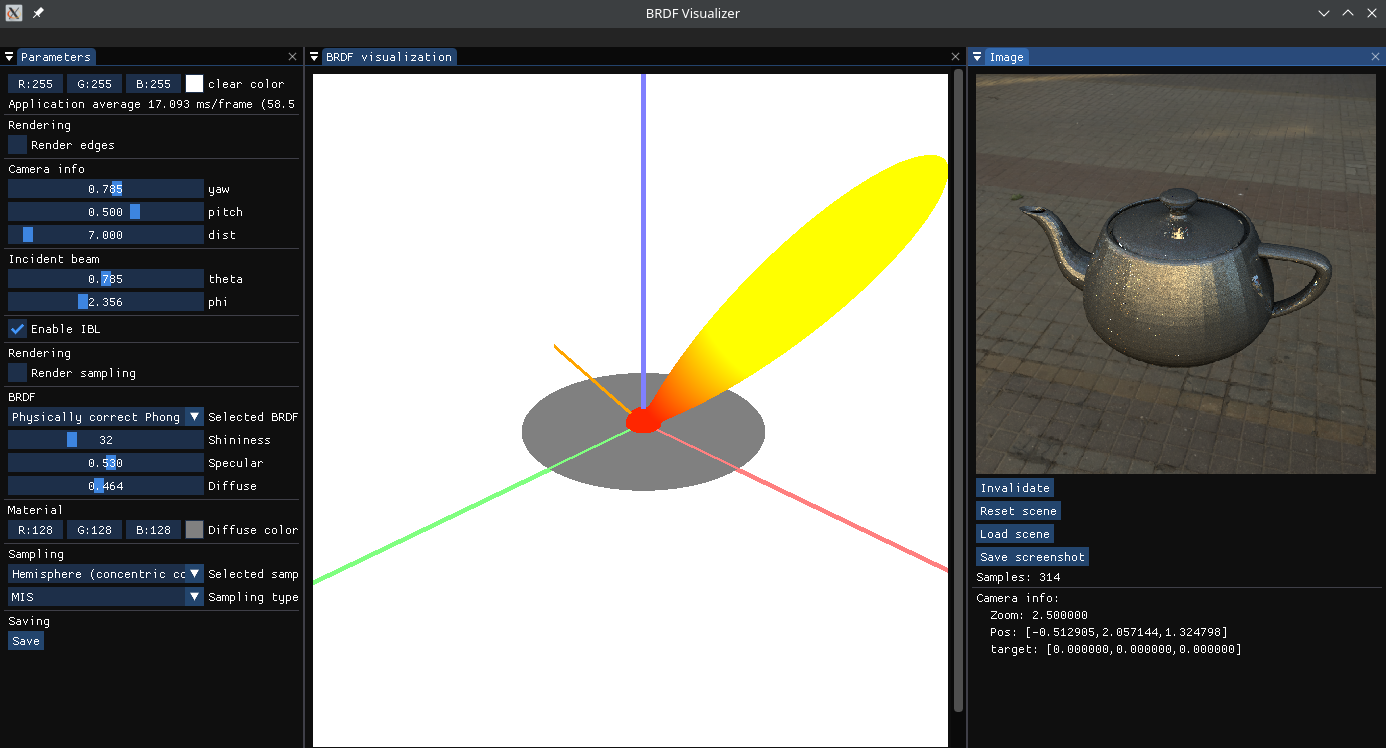 BRDF Visualizer
Parameters
R:255 G:255 B:255 clear color
Application average 17.093 ms/frame (58.5
Rendering
Render edges
Camera info
0.785 yaw
0.500 pitch
7.000 dist
Incident beam
0.785 theta
2.356 phi
Enable IBL
Rendering
Render sampling
BRDF
Physically correct Phong Selected BRDF
32 Shininess
0.530 Specular
0.464 Diffuse
Material
R:128 G:128 B:128 Diffuse color
Sampling
Hemisphere (concentric co Selected samp
MIS Sampling type
Saving
Save
BRDF visualization
Image
Invalidate
Reset scene
Load scene
Save screenshot
Samples: 314
Camera info:
Zoom: 2.500000
Pos: [-0.512905,2.057144,1.324798]
target: [0.000000,0.000000,0.000000]